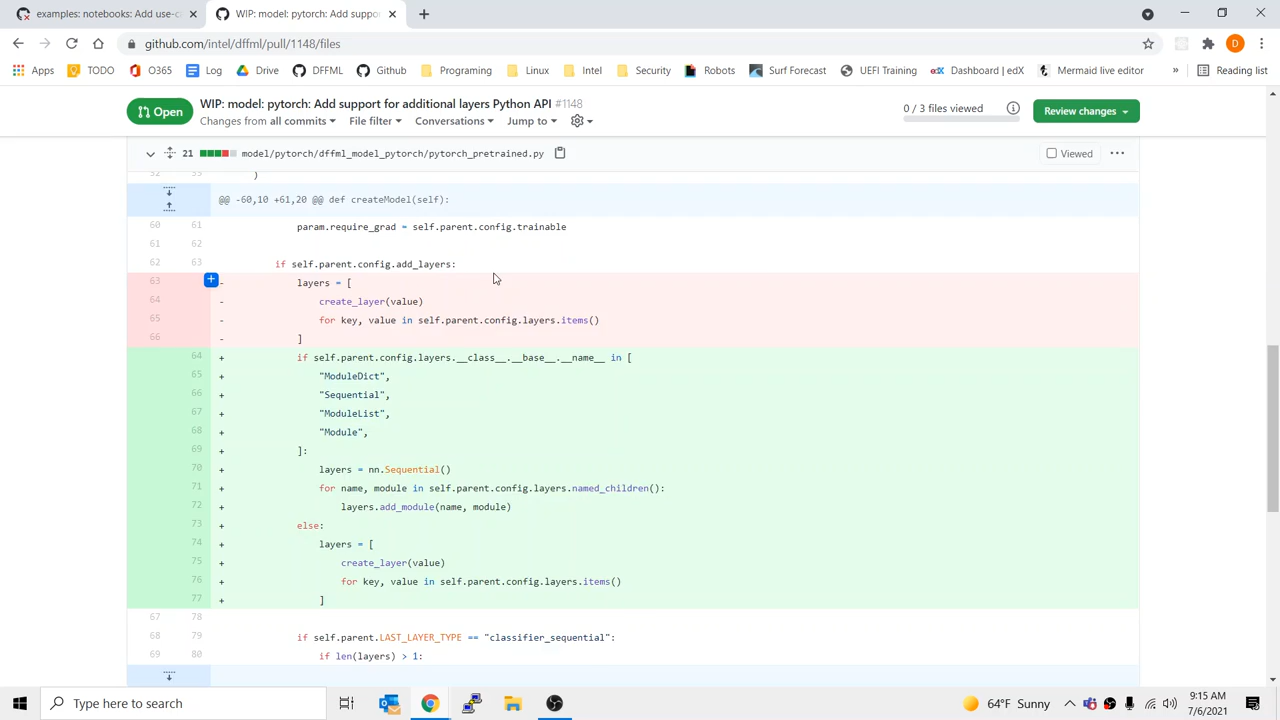 examples: notebooks: Add use-c
WIP: model: pytorch: Add suppo
github.com/intel/dffml/pull/1148/files
Apps TODO O365 Log Drive DFFML Github Programing Linux Intel Security Robots Surf Forecast UEFI Training Dashboard | edX Mermaid live editor » Reading list
Open
WIP: model: pytorch: Add support for additional layers Python API #1148
Changes from all commits File filter Conversations Jump to
0 / 3 files viewed
Review changes
21 model/pytorch/dffml_model_pytorch/pytorch_pretrained.py Viewed
52 53 )
@@ -60,10 +61,20 @@ def createModel(self):
60 61 param.require_grad = self.parent.config.trainable
61 62
62 63 if self.parent.config.add_layers:
63 - layers = [
64 - create_layer(value)
65 - for key, value in self.parent.config.layers.items()
66 - ]
64 + if self.parent.config.layers.__class__.__base__.__name__ in [
65 + "ModuleDict",
66 + "Sequential",
67 + "ModuleList",
68 + "Module",
69 + ]:
70 + layers = nn.Sequential()
71 + for name, module in self.parent.config.layers.named_children():
72 + layers.add_module(name, module)
73 + else:
74 + layers = [
75 + create_layer(value)
76 + for key, value in self.parent.config.layers.items()
77 + ]
67 78
68 79 if self.parent.LAST_LAYER_TYPE == "classifier_sequential":
69 80 if len(layers) > 1:
Type here to search
64°F Sunny
9:15 AM
7/6/2021